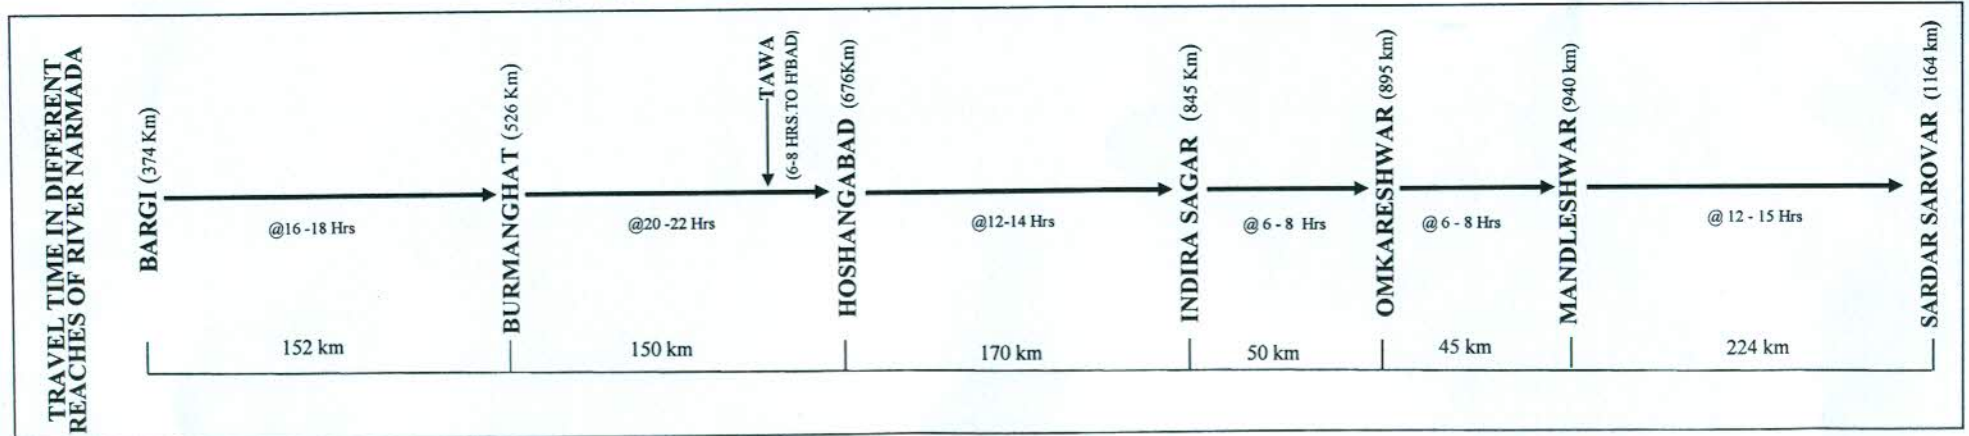 TRAVEL TIME IN DIFFERENT
REACHES OF RIVER NARMADA
BARGI (374 Km)
@16 -18 Hrs
BURMANGHAT (526 Km)
@20 -22 Hrs
TAWA
(6-8 HRS.TO H'BAD)
HOSHANGABAD (676Km)
@12-14 Hrs
INDIRA SAGAR (845 Km)
@ 6 - 8 Hrs
OMKARESHWAR (895 km)
@ 6 - 8 Hrs
MANDLESHWAR (940 km)
@ 12 - 15 Hrs
SARDAR SAROVAR (1164 km)
152 km
150 km
170 km
50 km
45 km
224 km